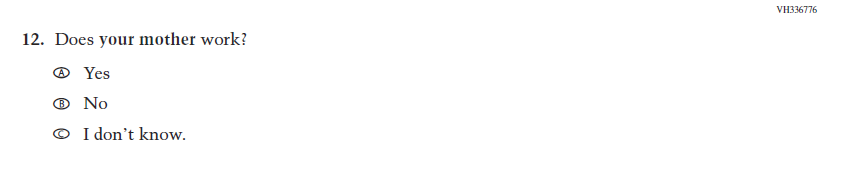 VH336776
12. Does your mother work?
Ⓐ Yes
Ⓑ No
Ⓒ I don't know.